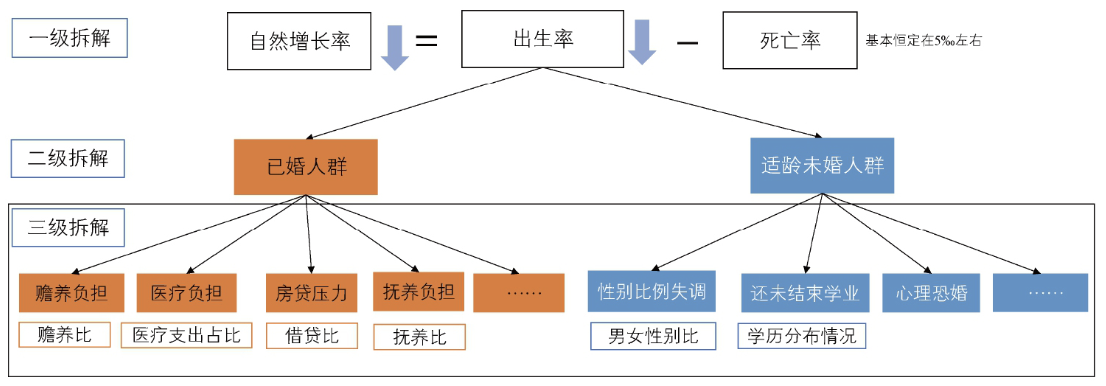 一级拆解
自然增长率
=
出生率
—
死亡率
基本恒定在5‰左右
二级拆解
已婚人群
适龄未婚人群
三级拆解
赡养负担
医疗负担
房贷压力
抚养负担
……
性别比例失调
还未结束学业
心理恐婚
……
赡养比
医疗支出占比
借贷比
抚养比
男女性别比
学历分布情况